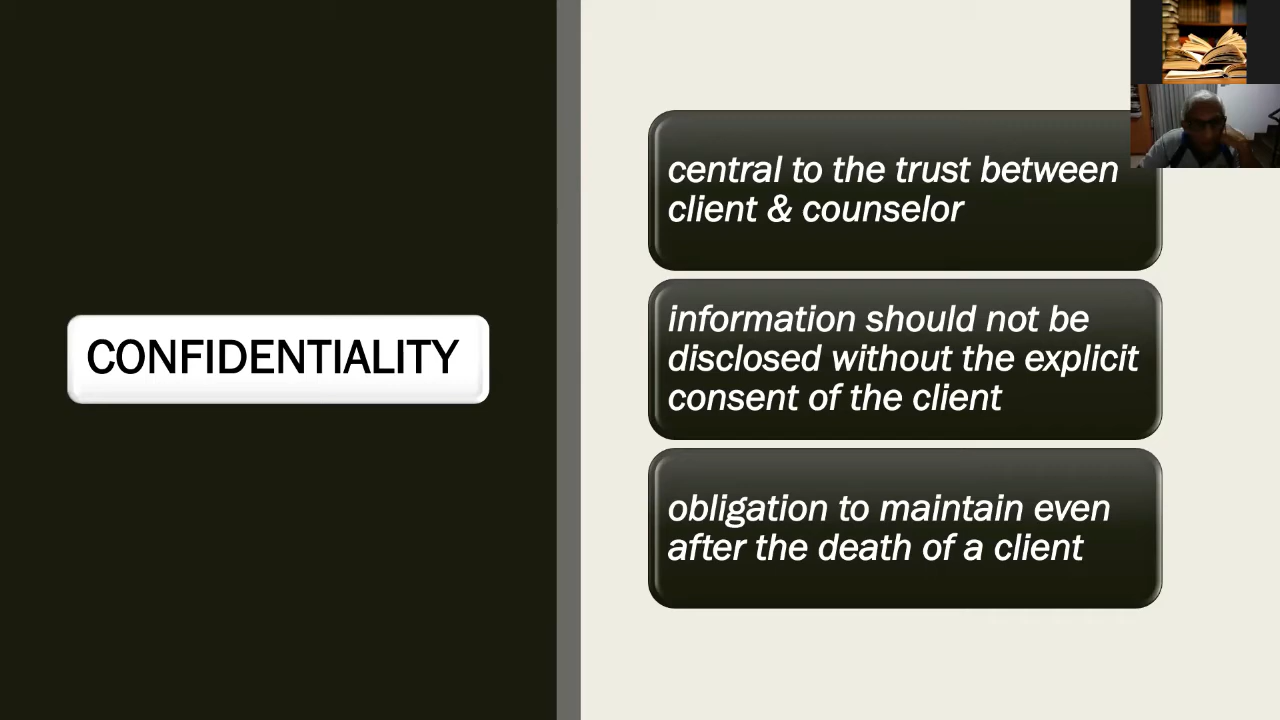 CONFIDENTIALITY
central to the trust between
client & counselor
information should not be
disclosed without the explicit
consent of the client
obligation to maintain even
after the death of a client